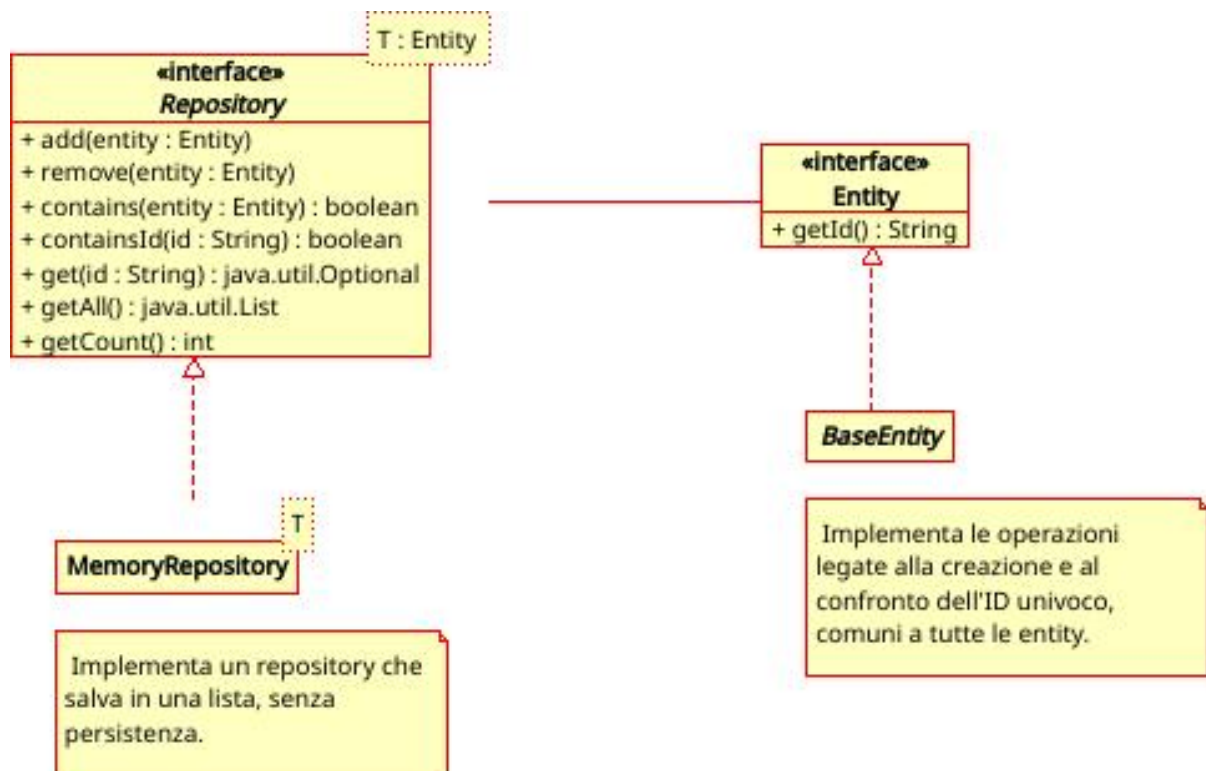 T : Entity
«interface»
Repository
+ add(entity : Entity)
+ remove(entity : Entity)
+ contains(entity : Entity) : boolean
+ containsId(id : String) : boolean
+ get(id : String) : java.util.Optional
+ getAll() : java.util.List
+ getCount() : int
«interface»
Entity
+ getId() : String
BaseEntity
Implementa le operazioni
legate alla creazione e al
confronto dell'ID univoco,
comuni a tutte le entity.
T
MemoryRepository
Implementa un repository che
salva in una lista, senza
persistenza.